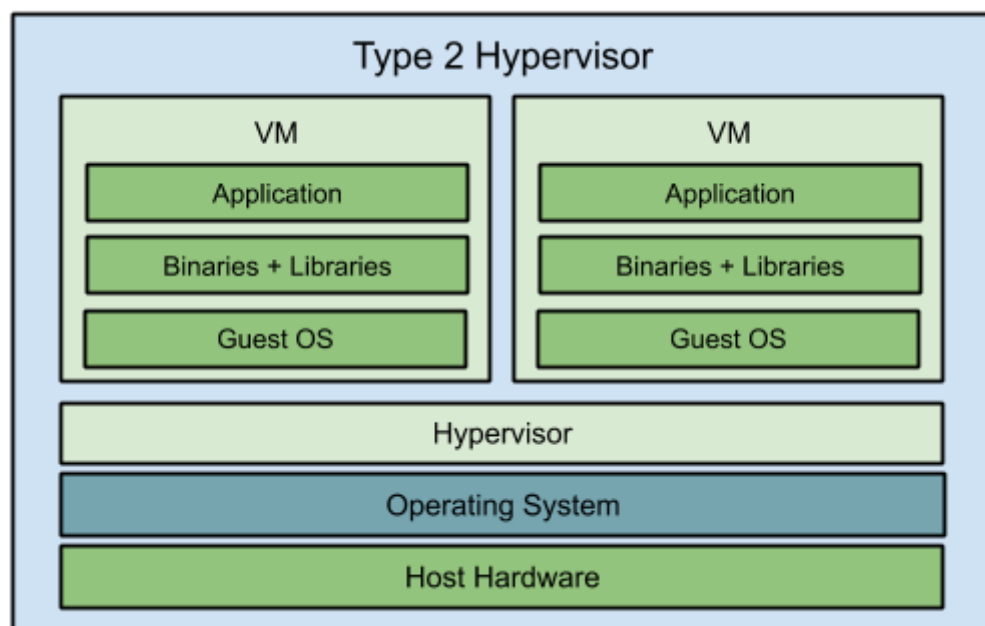 Type 2 Hypervisor
VM
Application
Binaries + Libraries
Guest OS
VM
Application
Binaries + Libraries
Guest OS
Hypervisor
Operating System
Host Hardware